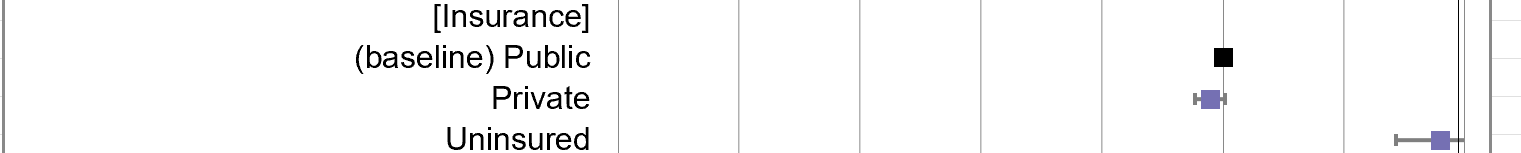 [Insurance]
(baseline) Public
Private
Uninsured